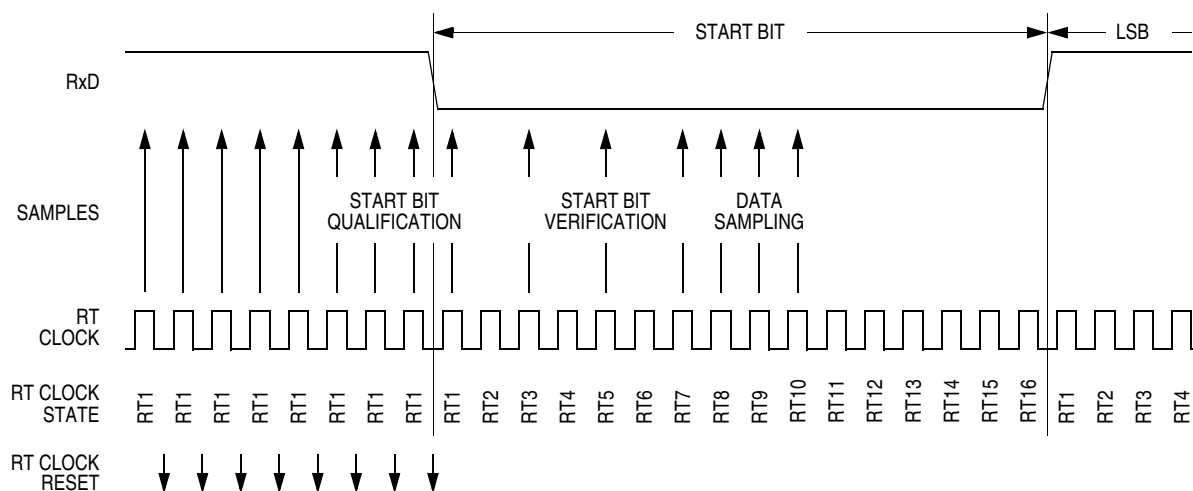 START BIT
LSB
RxD
SAMPLES
START BIT
QUALIFICATION
START BIT
VERIFICATION
DATA
SAMPLING
RT
CLOCK
RT CLOCK
STATE
RT1 RT1 RT1 RT1 RT1 RT1 RT1 RT1 RT1 RT2 RT3 RT4 RT5 RT6 RT7 RT8 RT9 RT10 RT11 RT12 RT13 RT14 RT15 RT16 RT1 RT2 RT3 RT4
RT CLOCK
RESET